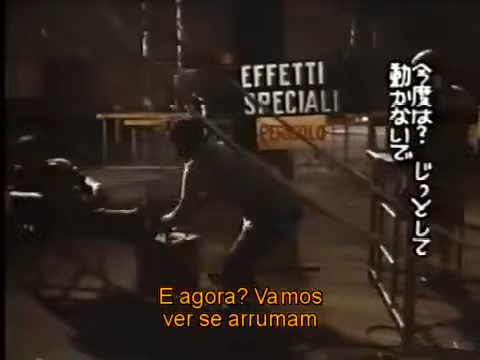 EFFETTI
SPECIALI
PERICOLO
今度は? じっとして
動かないで
E agora? Vamos
ver se arrumam